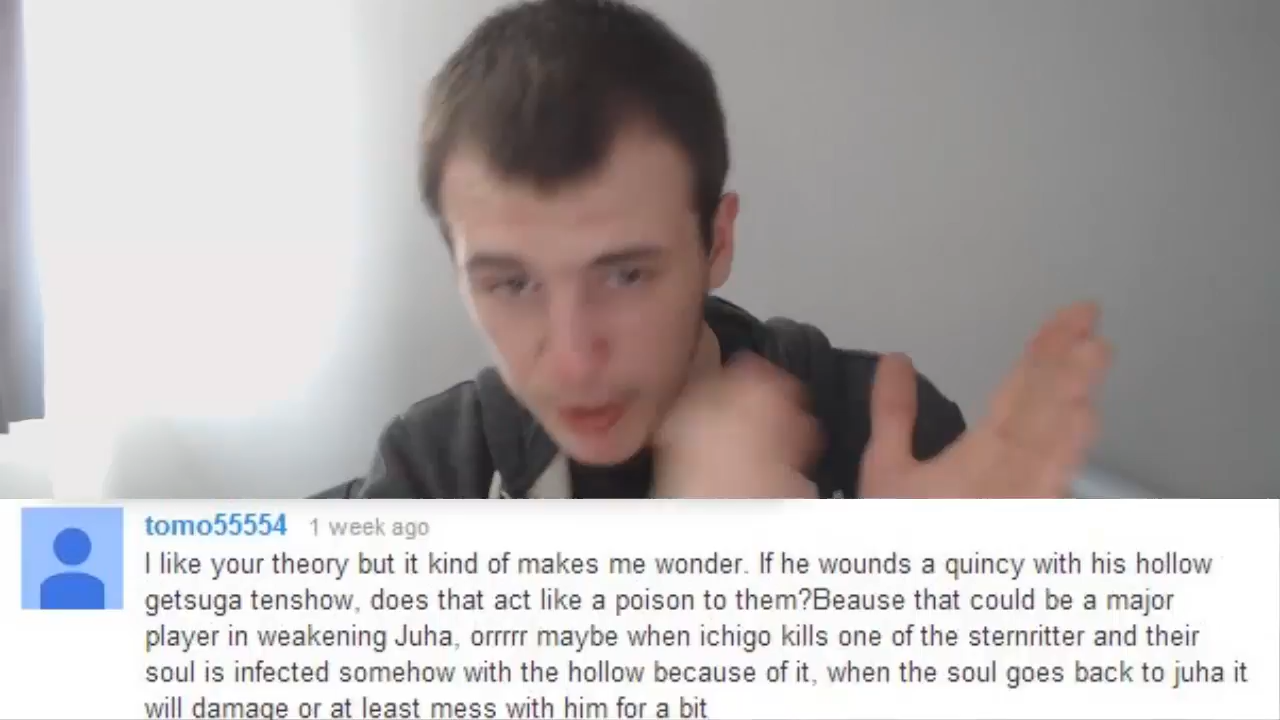 tomo55554 1 week ago
I like your theory but it kind of makes me wonder. If he wounds a quincy with his hollow
getsuga tenshow, does that act like a poison to them?Beause that could be a major
player in weakening Juha, orrrrr maybe when ichigo kills one of the sternritter and their
soul is infected somehow with the hollow because of it, when the soul goes back to juha it
will damage or at least mess with him for a bit